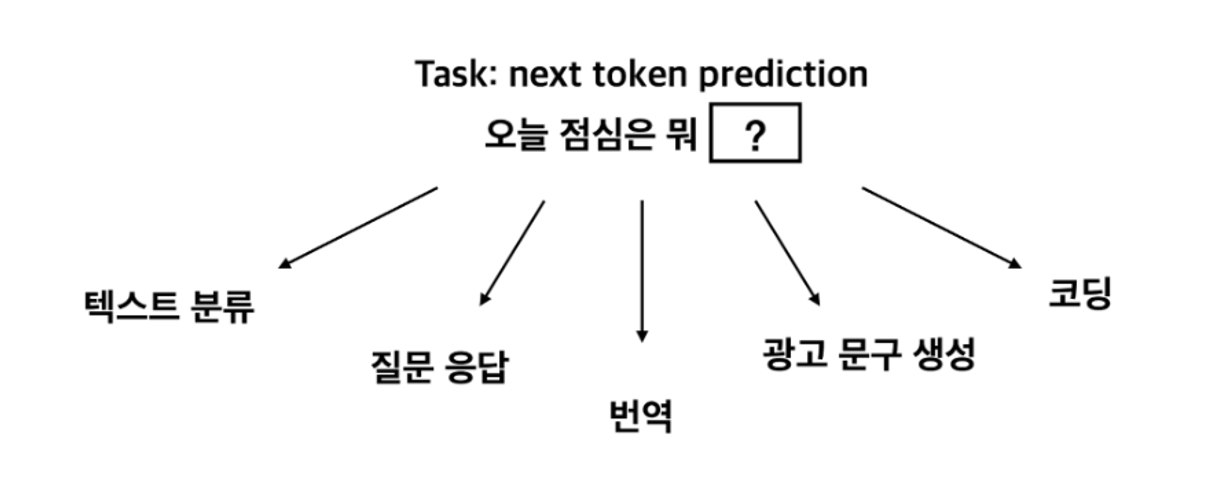 Task: next token prediction
오늘 점심은 뭐 ?
텍스트 분류
질문 응답
번역
광고 문구 생성
코딩